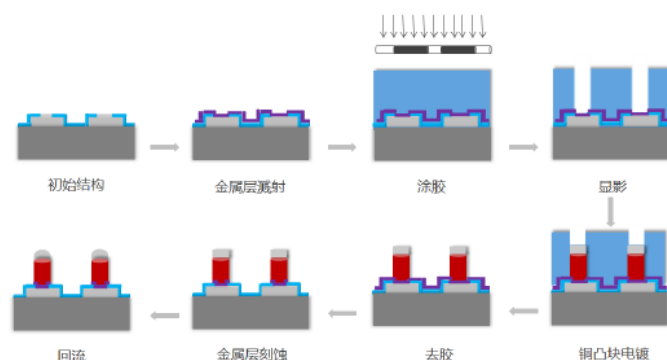 初始结构
金属层溅射
涂胶
显影
回流
金属层刻蚀
去胶
铜凸块电镀